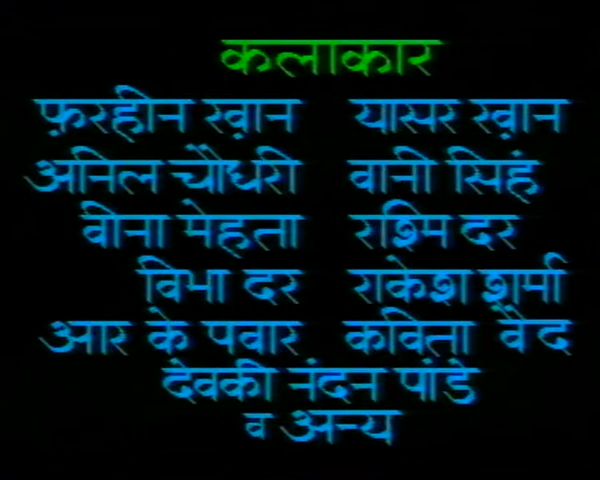 कलाकार
फ़रहीन ख़ान यासर ख़ान
अनिल चौधरी वानी सिंह
वीना मेहता रश्मि दर
विभा दर राकेश शर्मा
आर के पवार कविता वैद
देवकी नंदन पांडे
व अन्य